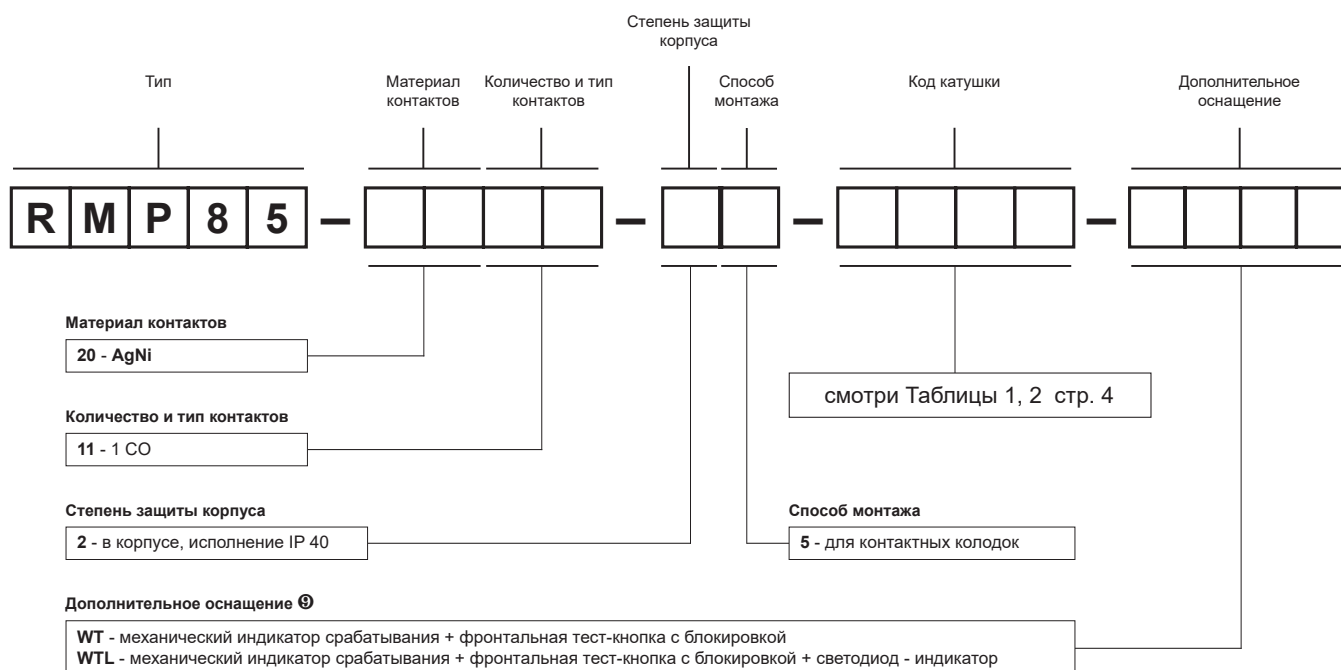 Степень защиты
корпуса
Тип
Материал
контактов
Количество и тип
контактов
Способ
монтажа
Код катушки
Дополнительное
оснащение
RMP85 – – – –
Материал контактов
20 - AgNi
смотри Таблицы 1, 2 стр. 4
Количество и тип контактов
11 - 1 CO
Степень защиты корпуса
2 - в корпусе, исполнение IP 40
Способ монтажа
5 - для контактных колодок
Дополнительное оснащение ❾
WT - механический индикатор срабатывания + фронтальная тест-кнопка с блокировкой
WTL - механический индикатор срабатывания + фронтальная тест-кнопка с блокировкой + светодиод - индикатор